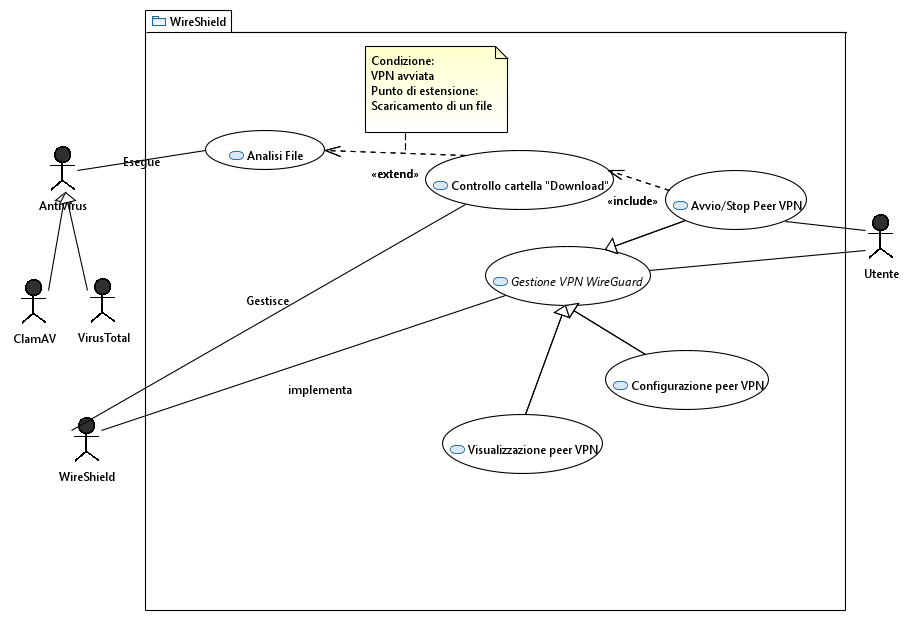 WireShield
Condizione:
VPN avviata
Punto di estensione:
Scaricamento di un file
Analisi File
Esegue
«extend»
Controllo cartella "Download"
«include»
Avvio/Stop Peer VPN
Antivirus
Utente
Gestione VPN WireGuard
Gestisce
ClamAV
VirusTotal
implementa
Configurazione peer VPN
Visualizzazione peer VPN
WireShield